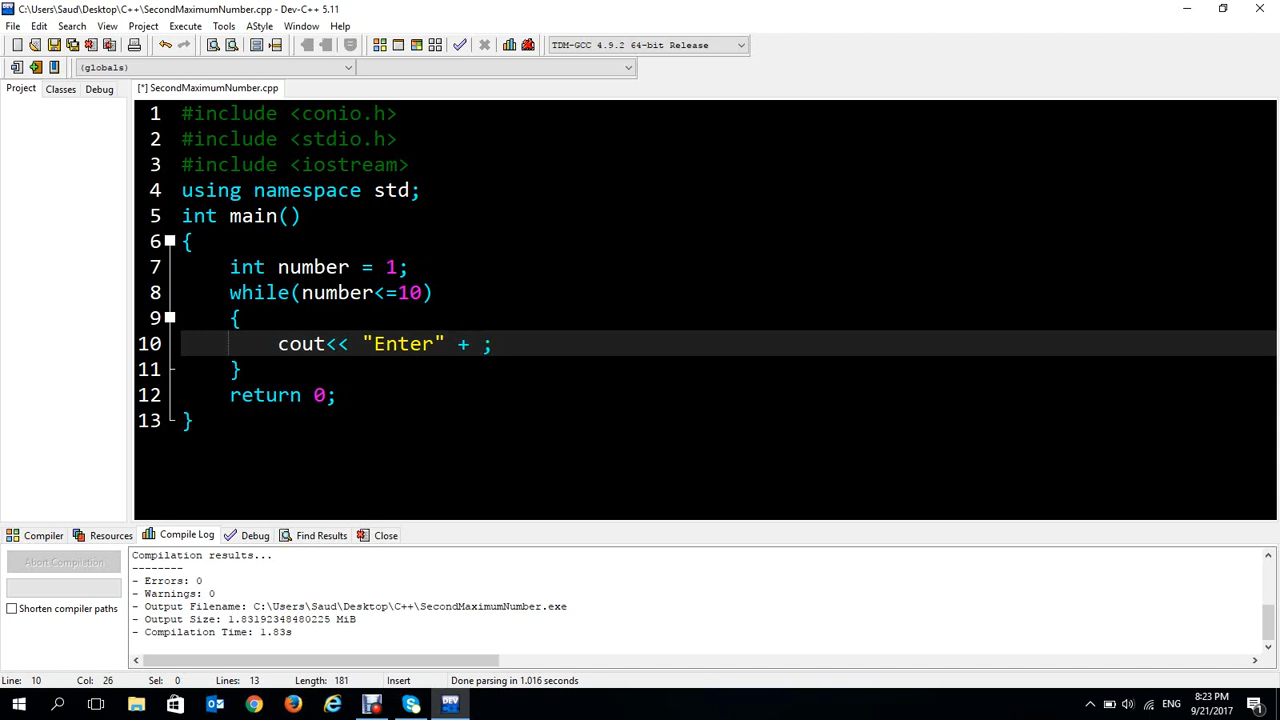 C:\Users\Saud\Desktop\C++\SecondMaximumNumber.cpp - Dev-C++ 5.11
File Edit Search View Project Execute Tools AStyle Window Help
TDM-GCC 4.9.2 64-bit Release
(globals)
Project Classes Debug [*] SecondMaximumNumber.cpp
1 #include <conio.h>
2 #include <stdio.h>
3 #include <iostream>
4 using namespace std;
5 int main()
6 {
7 int number = 1;
8 while(number<=10)
9 {
10 cout<< "Enter" + ;
11 }
12 return 0;
13 }
Compiler Resources Compile Log Debug Find Results Close
Abort Compilation
Shorten compiler paths
Compilation results...
--------
- Errors: 0
- Warnings: 0
- Output Filename: C:\Users\Saud\Desktop\C++\SecondMaximumNumber.exe
- Output Size: 1.83192348480225 MiB
- Compilation Time: 1.83s
Line: 10 Col: 26 Sel: 0 Lines: 13 Length: 181 Insert Done parsing in 1.016 seconds
DEV
ENG
8:23 PM
9/21/2017
1